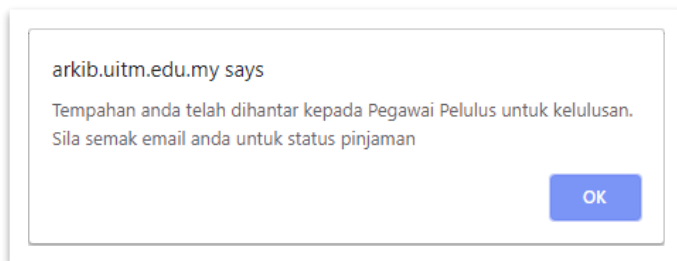 arkib.uitm.edu.my says
Tempahan anda telah dihantar kepada Pegawai Pelulus untuk kelulusan.
Sila semak email anda untuk status pinjaman
OK